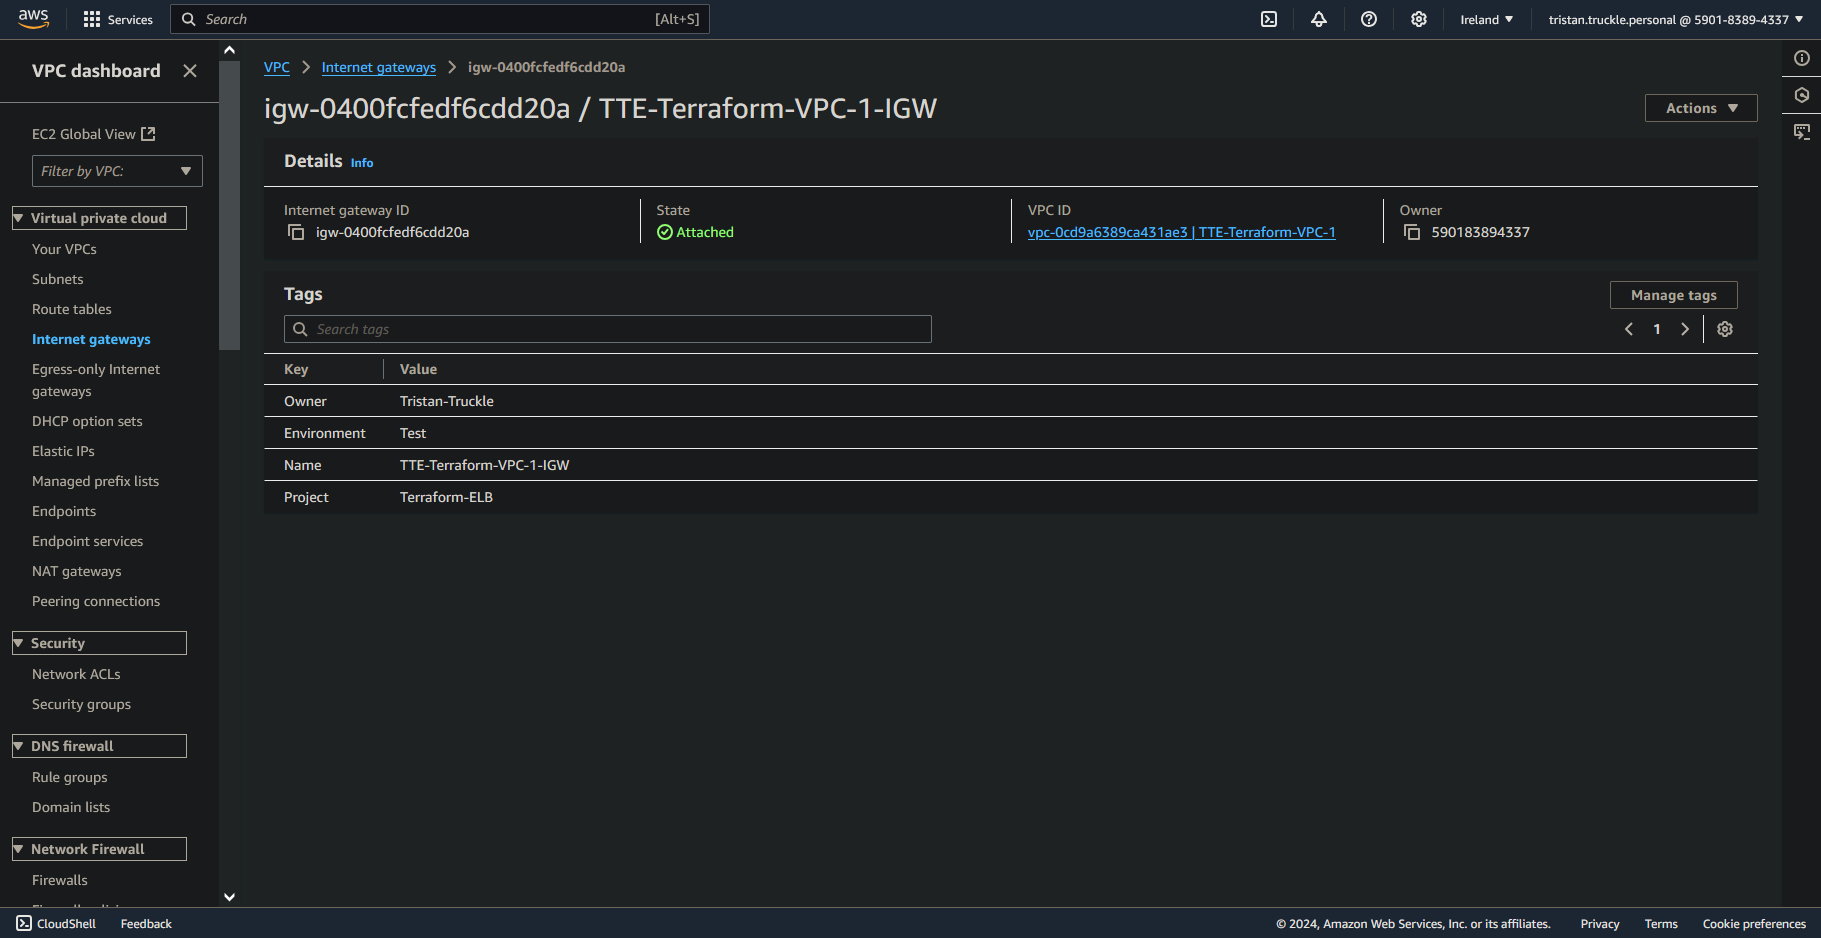 aws
Services
Search
[Alt+S]
Ireland
tristan.truckle.personal @ 5901-8389-4337
VPC dashboard
EC2 Global View
Filter by VPC:
Virtual private cloud
Your VPCs
Subnets
Route tables
Internet gateways
Egress-only Internet
gateways
DHCP option sets
Elastic IPs
Managed prefix lists
Endpoints
Endpoint services
NAT gateways
Peering connections
Security
Network ACLs
Security groups
DNS firewall
Rule groups
Domain lists
Network Firewall
Firewalls
VPC
Internet gateways
igw-0400fcfedf6cdd20a
igw-0400fcfedf6cdd20a / TTE-Terraform-VPC-1-IGW
Actions
Details Info
Internet gateway ID
igw-0400fcfedf6cdd20a
State
Attached
VPC ID
vpc-0cd9a6389ca431ae3 | TTE-Terraform-VPC-1
Owner
590183894337
Tags
Manage tags
Search tags
1
Key Value
Owner Tristan-Truckle
Environment Test
Name TTE-Terraform-VPC-1-IGW
Project Terraform-ELB
CloudShell
Feedback
© 2024, Amazon Web Services, Inc. or its affiliates.
Privacy
Terms
Cookie preferences